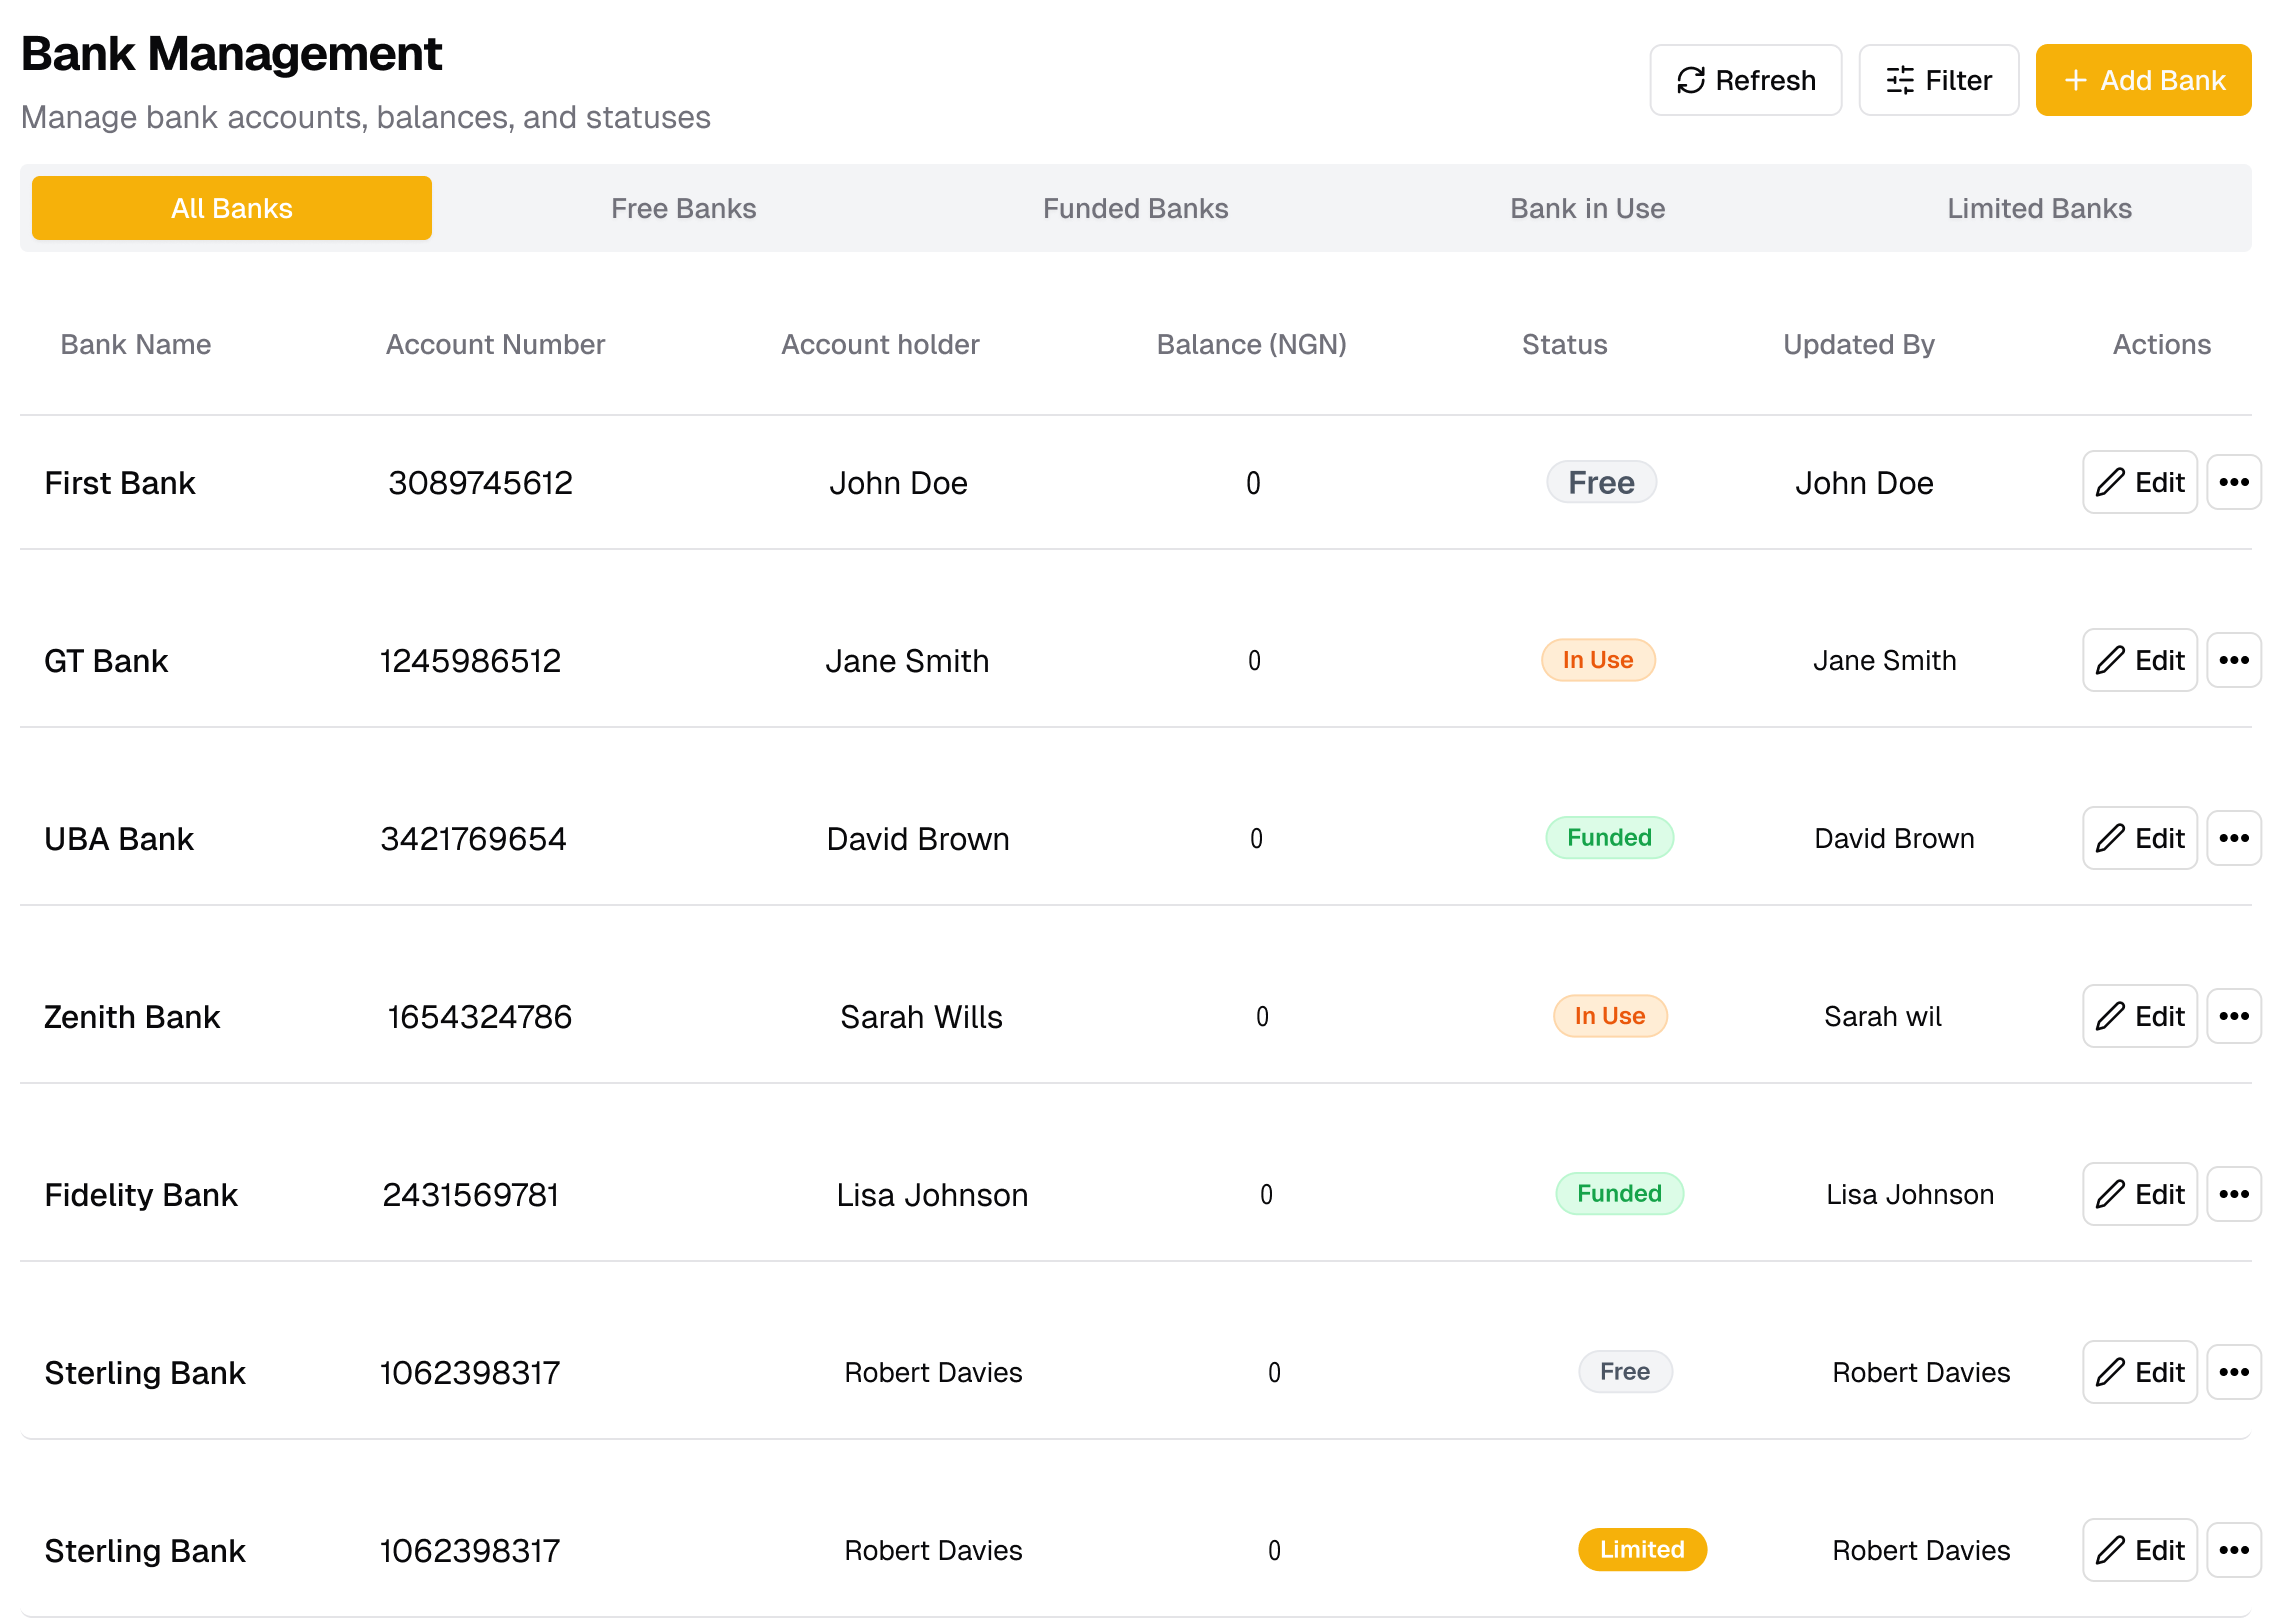 Bank Management
Manage bank accounts, balances, and statuses
Refresh Filter + Add Bank
All Banks Free Banks Funded Banks Bank in Use Limited Banks
Bank Name Account Number Account holder Balance (NGN) Status Updated By Actions
First Bank 3089745612 John Doe 0 Free John Doe Edit •••
GT Bank 1245986512 Jane Smith 0 In Use Jane Smith Edit •••
UBA Bank 3421769654 David Brown 0 Funded David Brown Edit •••
Zenith Bank 1654324786 Sarah Wills 0 In Use Sarah wil Edit •••
Fidelity Bank 2431569781 Lisa Johnson 0 Funded Lisa Johnson Edit •••
Sterling Bank 1062398317 Robert Davies 0 Free Robert Davies Edit •••
Sterling Bank 1062398317 Robert Davies 0 Limited Robert Davies Edit •••